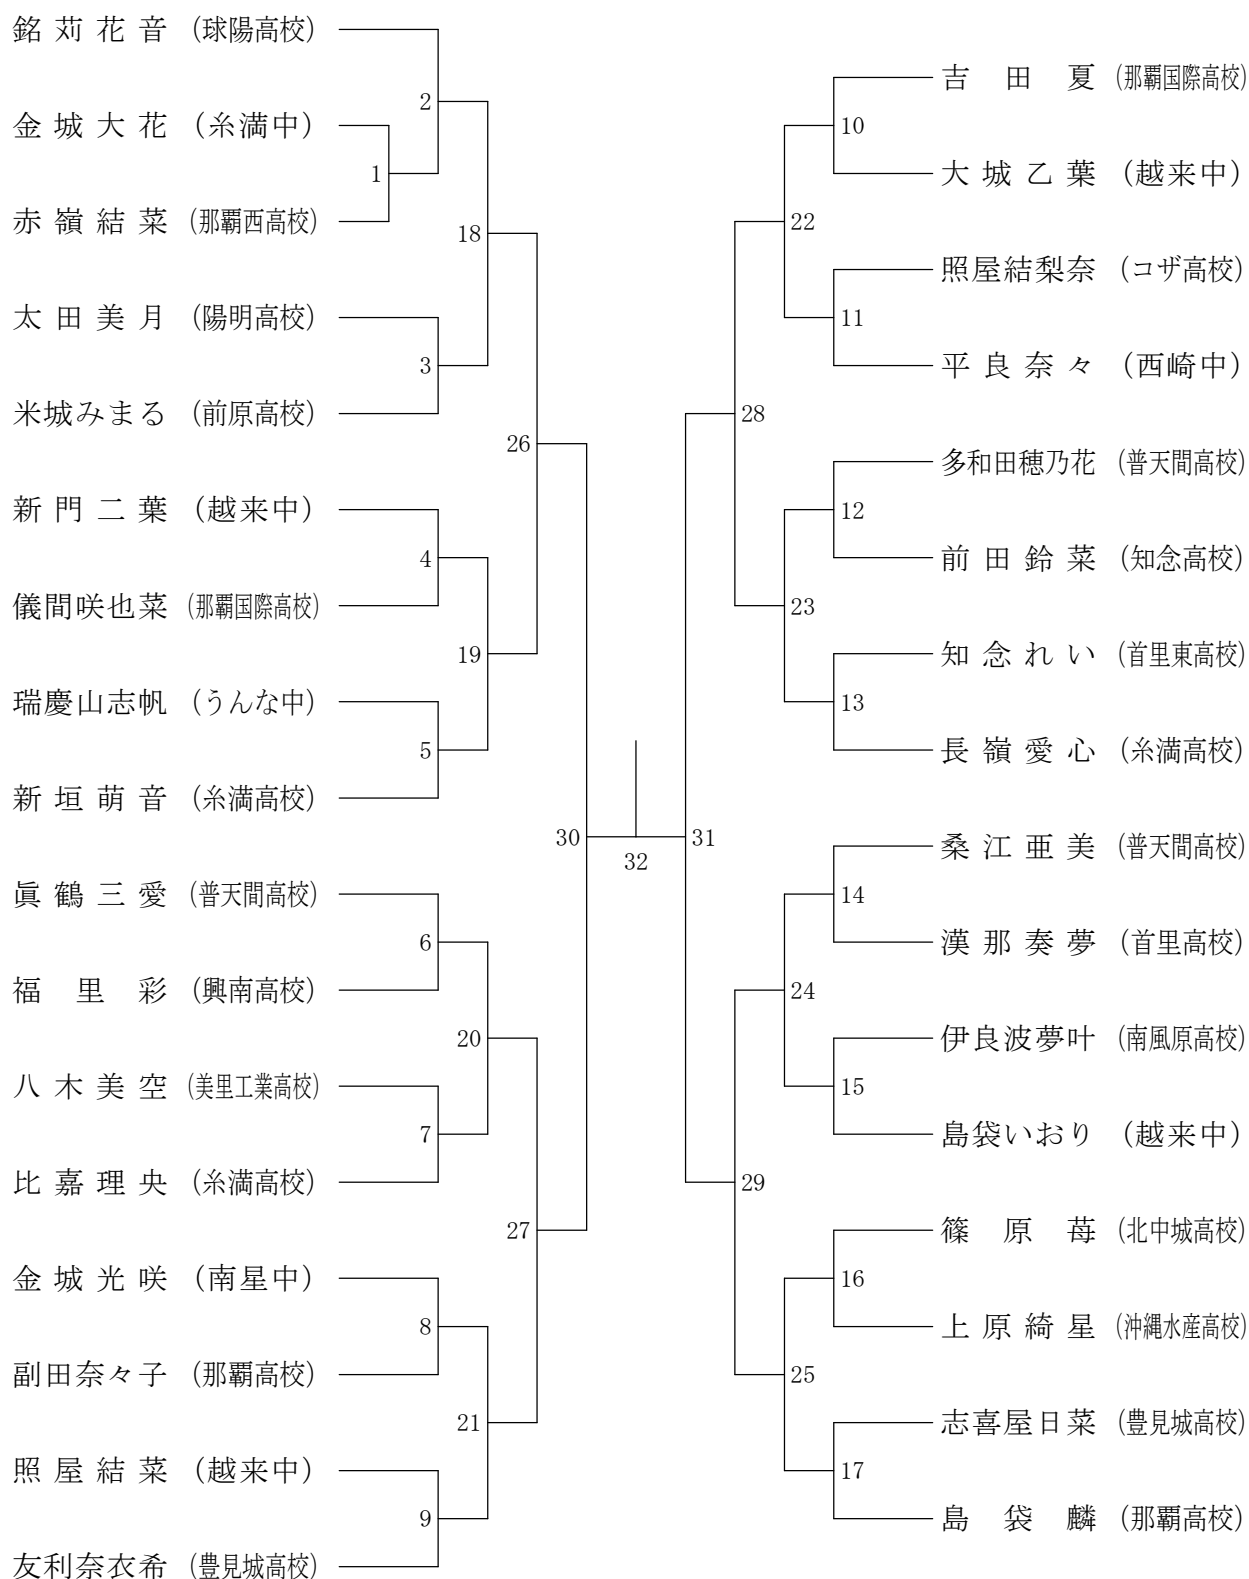 銘苅花音 (球陽高校)
金城大花 (糸満中)
赤嶺結菜 (那覇西高校)
太田美月 (陽明高校)
米城みまる (前原高校)
新門二葉 (越来中)
儀間咲也菜 (那覇国際高校)
瑞慶山志帆 (うんな中)
新垣萌音 (糸満高校)
眞鶴三愛 (普天間高校)
福里彩 (興南高校)
八木美空 (美里工業高校)
比嘉理央 (糸満高校)
金城光咲 (南星中)
副田奈々子 (那覇高校)
照屋結菜 (越来中)
友利奈衣希 (豊見城高校)
1
2
3
4
5
6
7
8
9
18
19
20
21
26
27
30
32
31
28
29
22
23
24
25
10
11
12
13
14
15
16
17
吉田夏 (那覇国際高校)
大城乙葉 (越来中)
照屋結梨奈 (コザ高校)
平良奈々 (西崎中)
多和田穂乃花 (普天間高校)
前田鈴菜 (知念高校)
知念れい (首里東高校)
長嶺愛心 (糸満高校)
桑江亜美 (普天間高校)
漢那奏夢 (首里高校)
伊良波夢叶 (南風原高校)
島袋いおり (越来中)
篠原苺 (北中城高校)
上原綺星 (沖縄水産高校)
志喜屋日菜 (豊見城高校)
島袋麟 (那覇高校)